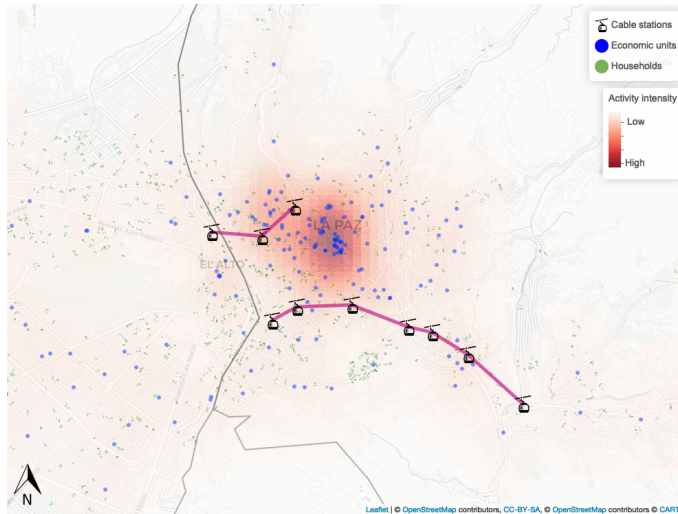 Cable stations
Economic units
Households
Activity intensity
Low
High
LA PAZ
EL ALTO
N
Leaflet | © OpenStreetMap contributors, CC-BY-SA, © OpenStreetMap contributors © CART